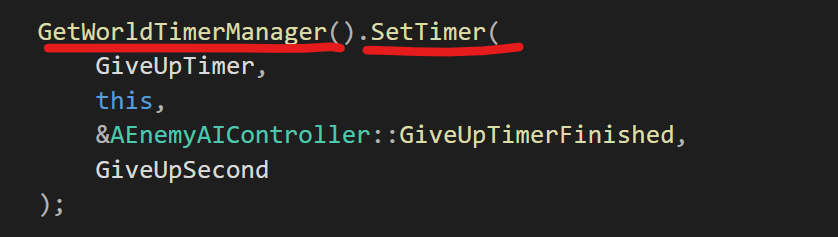 GetWorldTimerManager().SetTimer(
GiveUpTimer,
this,
&AEnemyAIController::GiveUpTimerFinished,
GiveUpSecond
);